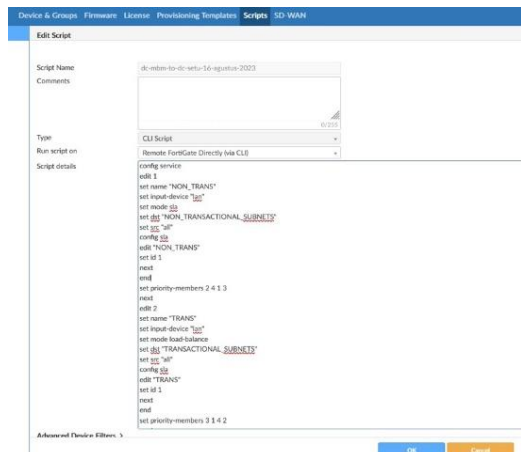 Device & Groups Firmware License Provisioning Templates Scripts SD-WAN
Edit Script
Script Name dc-mbm-to-dc-setu-16-agustus-2023
Comments
0/255
Type CLI Script
Run script on Remote FortiGate Directly (via CLI)
Script details config service
edit 1
set name "NON_TRANS"
set input-device "lan"
set mode sla
set dst "NON_TRANSACTIONAL_SUBNETS"
set src "all"
config sla
edit "NON_TRANS"
set id 1
next
end
set priority-members 2 4 1 3
next
edit 2
set name "TRANS"
set input-device "lan"
set mode load-balance
set dst "TRANSACTIONAL_SUBNETS"
set src "all"
config sla
edit "TRANS"
set id 1
next
end
set priority-members 3 1 4 2
Advanced Device Filters >
OK Cancel